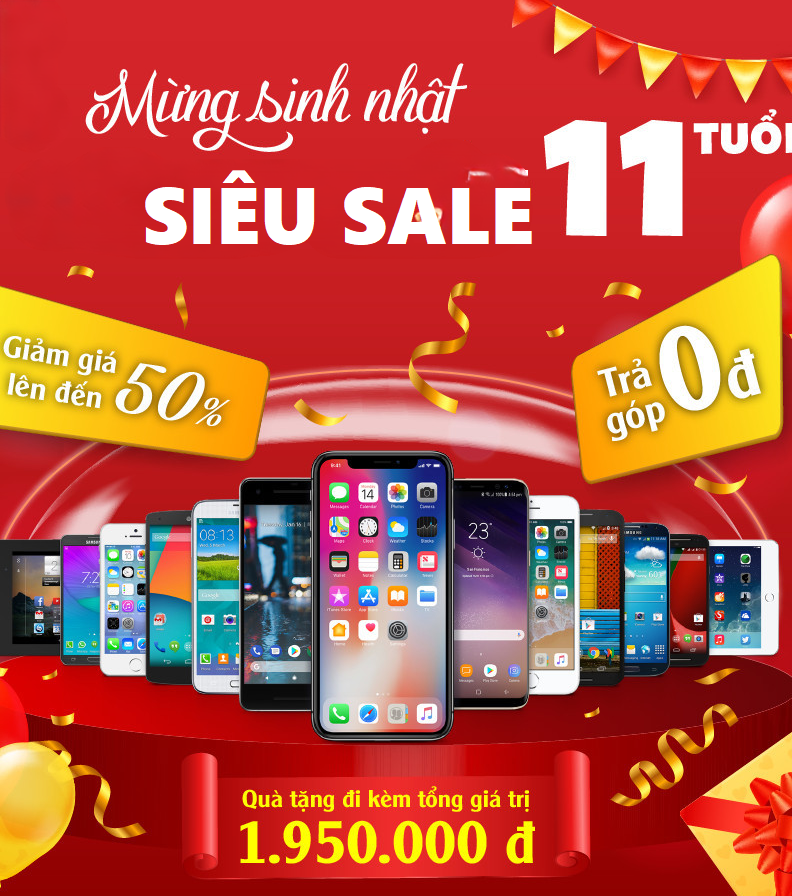 Mừng sinh nhật
SIÊU SALE 11 TUỔI
Giảm giá
lên đến 50%
Trả
góp 0đ
Quà tặng đi kèm tổng giá trị
1.950.000 đ